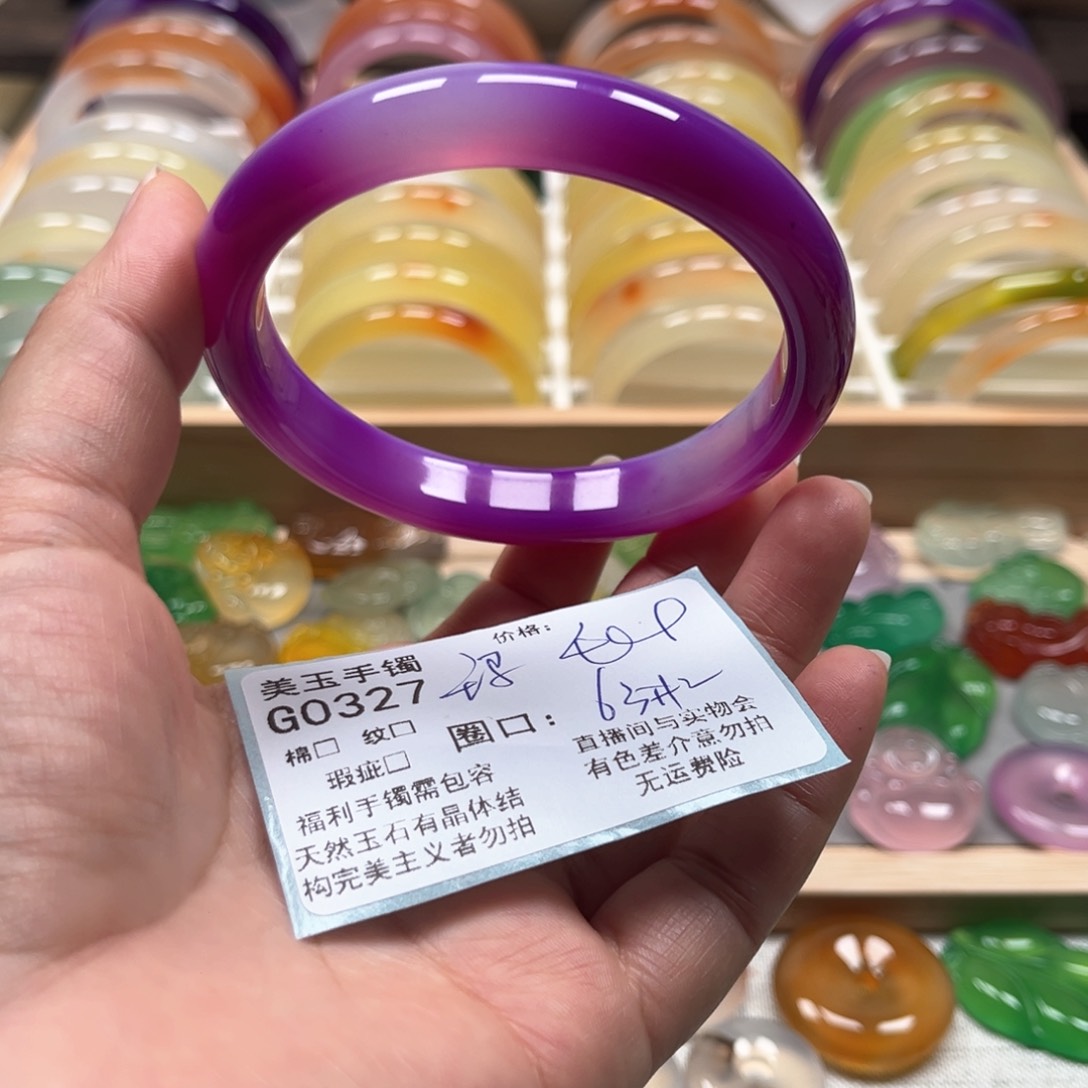 价格：
美玉手镯
G0327
棉□ 纹□ 圈口：
瑕疵□
福利手镯需包容
天然玉石有晶体结
构完美主义者勿拍
直播间与实物会
有色差介意勿拍
无运费险